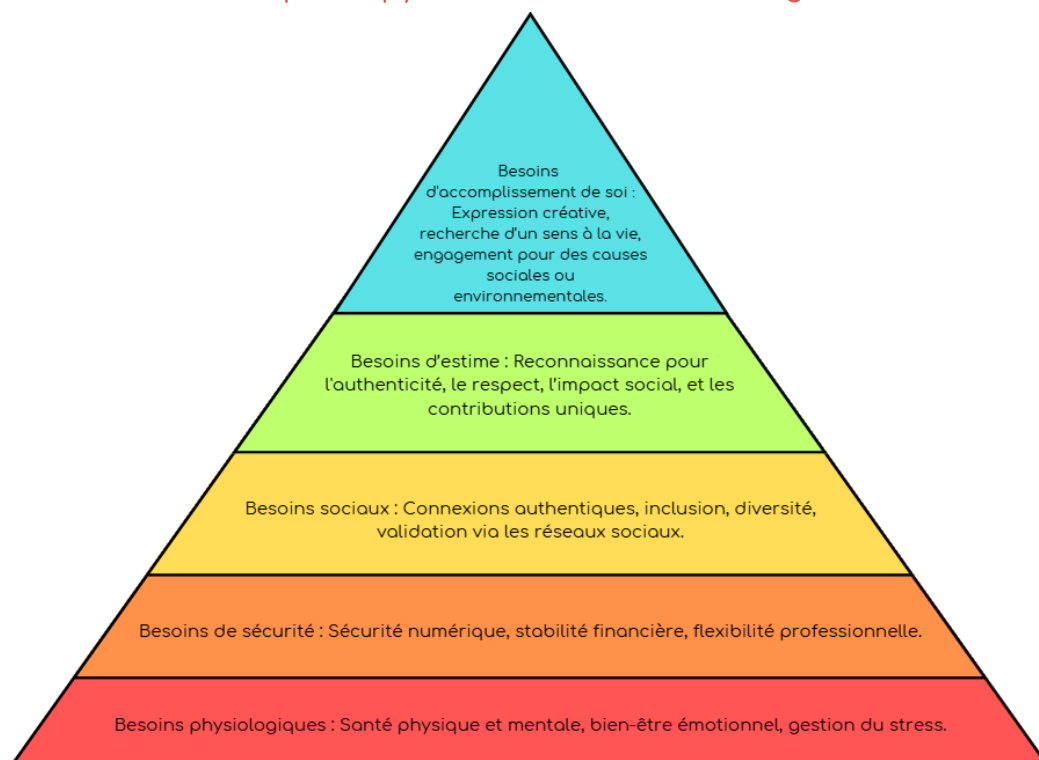 Besoins
d'accomplissement de soi :
Expression créative,
recherche d'un sens à la vie,
engagement pour des causes
sociales ou
environnementales.
Besoins d'estime : Reconnaissance pour
l'authenticité, le respect, l'impact social, et les
contributions uniques.
Besoins sociaux : Connexions authentiques, inclusion, diversité,
validation via les réseaux sociaux.
Besoins de sécurité : Sécurité numérique, stabilité financière, flexibilité professionnelle.
Besoins physiologiques : Santé physique et mentale, bien-être émotionnel, gestion du stress.